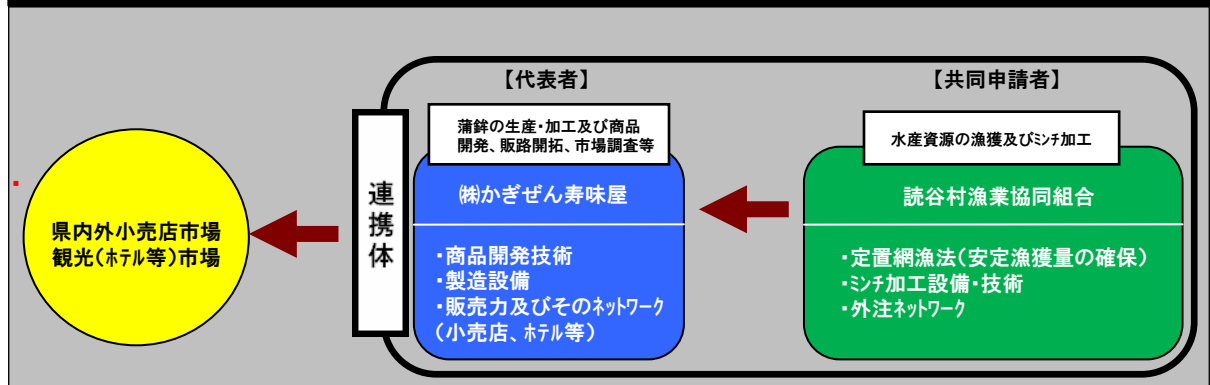 【代表者】
蒲鉾の生産・加工及び商品
開発、販路開拓、市場調査等
㈱かぎぜん寿味屋
・商品開発技術
・製造設備
・販売力及びそのネットワーク
(小売店、ホテル等)
【共同申請者】
水産資源の漁獲及びミンチ加工
読谷村漁業協同組合
・定置網漁法(安定漁獲量の確保)
・ミンチ加工設備・技術
・外注ネットワーク
連携体
県内外小売店市場
観光(ホテル等)市場